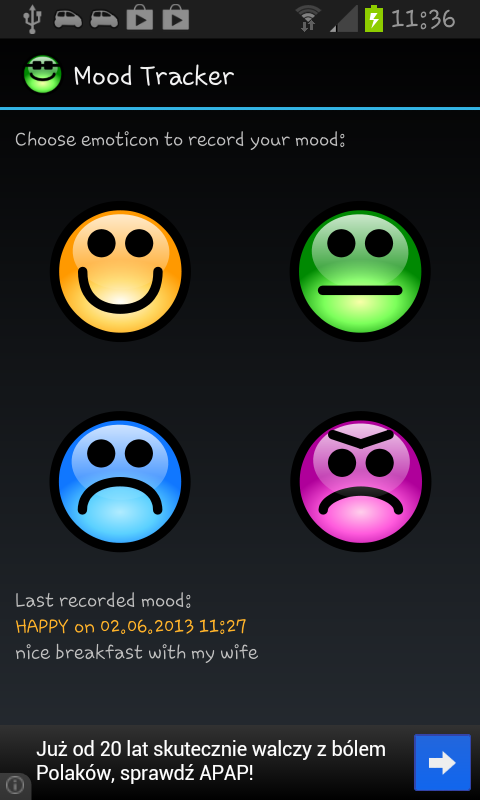 11:36
Mood Tracker
Choose emoticon to record your mood:
Last recorded mood:
HAPPY on 02.06.2013 11:27
nice breakfast with my wife
Już od 20 lat skutecznie walczy z bólem
Polaków, sprawdź APAP!